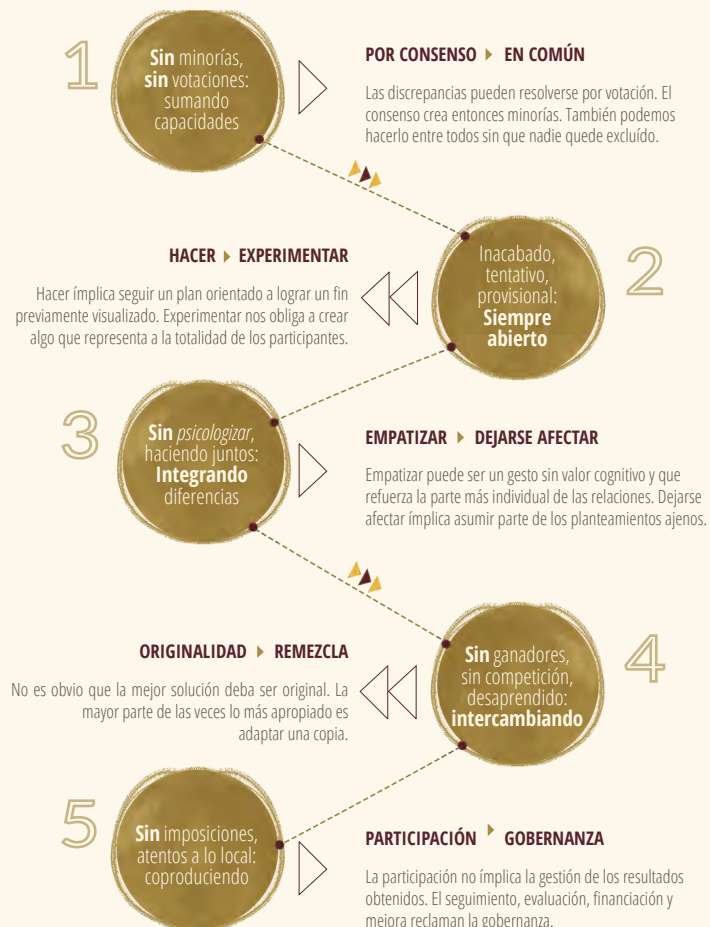 1
Sin minorías,
sin votaciones:
sumando
capacidades
POR CONSENSO ▸ EN COMÚN
Las discrepancias pueden resolverse por votación. El
consenso crea entonces minorías. También podemos
hacerlo entre todos sin que nadie quede excluído.
2
Inacabado,
tentativo,
provisional:
Siempre
abierto
HACER ▸ EXPERIMENTAR
Hacer ímplica seguir un plan orientado a lograr un fin
previamente visualizado. Experimentar nos obliga a crear
algo que representa a la totalidad de los participantes.
3
Sin psicologizar,
haciendo juntos:
Integrando
diferencias
EMPATIZAR ▸ DEJARSE AFECTAR
Empatizar puede ser un gesto sin valor cognitivo y que
refuerza la parte más individual de las relaciones. Dejarse
afectar ímplica asumir parte de los planteamientos ajenos.
4
Sin ganadores,
sin competición,
desaprendido:
intercambiando
ORIGINALIDAD ▸ REMEZCLA
No es obvio que la mejor solución deba ser original. La
mayor parte de las veces lo más apropiado es
adaptar una copia.
5
Sin imposiciones,
atentos a lo local:
coproduciendo
PARTICIPACIÓN ▸ GOBERNANZA
La participación no ímplica la gestión de los resultados
obtenidos. El seguimiento, evaluación, financiación y
mejora reclaman la gobernanza.